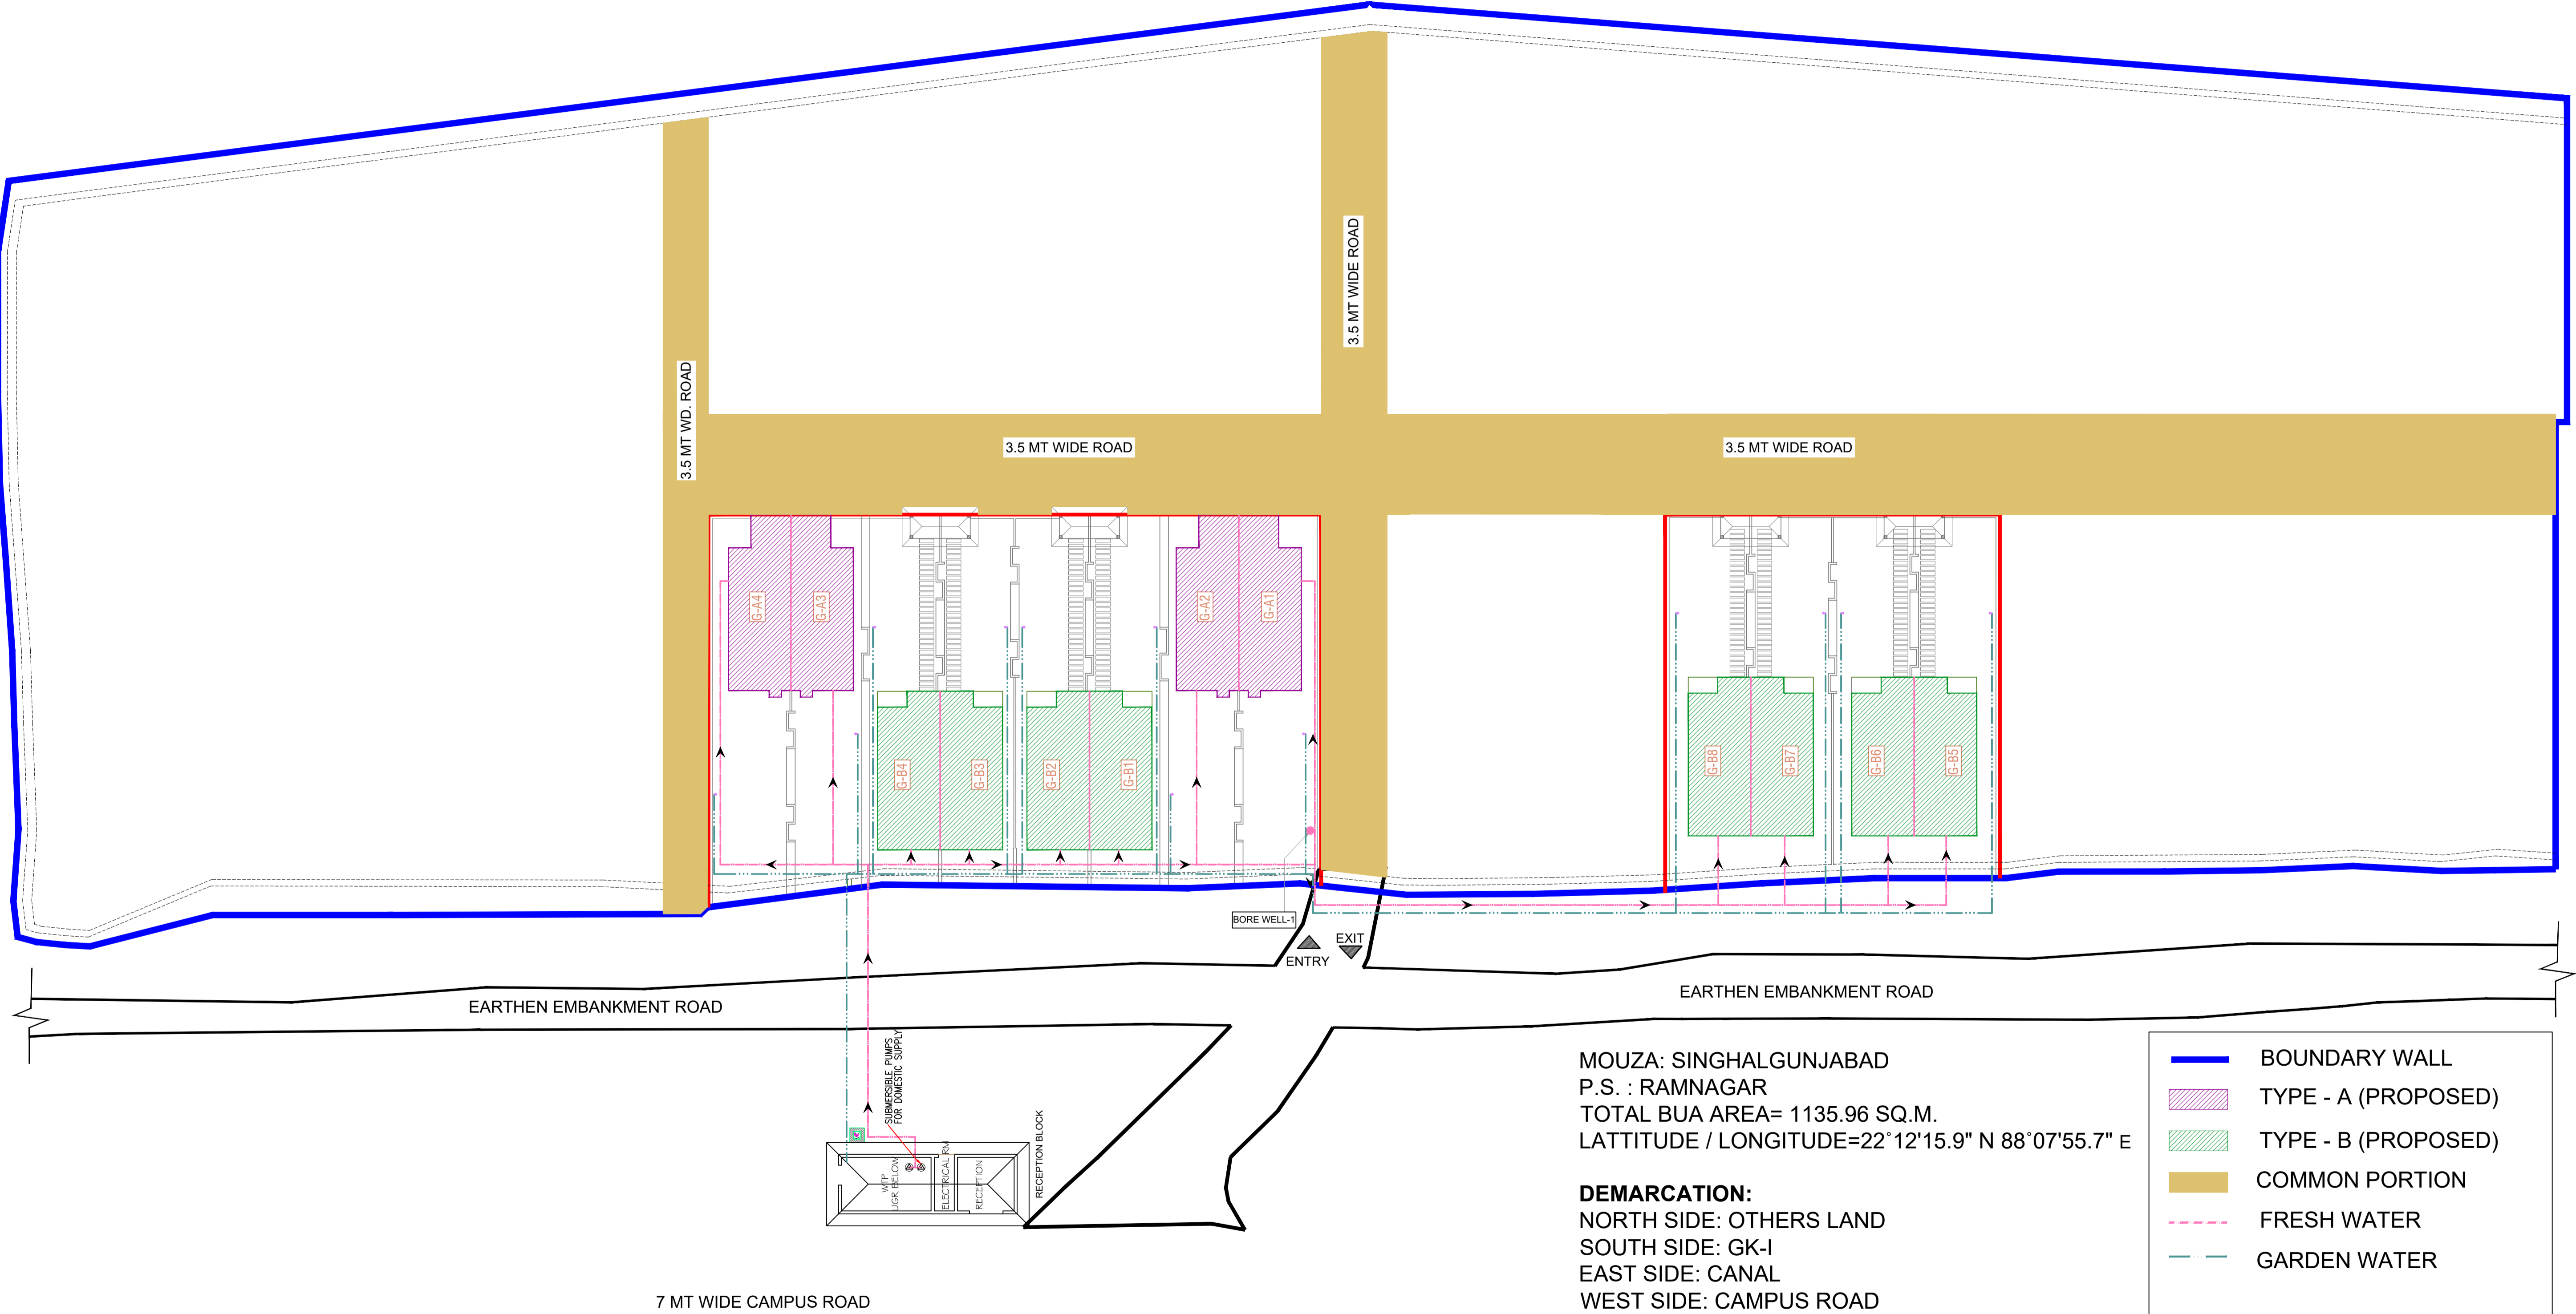 3.5 MT WD. ROAD
3.5 MT WIDE ROAD
3.5 MT WIDE ROAD
3.5 MT WIDE ROAD
G-A4
G-A3
G-A2
G-A1
G-B4
G-B3
G-B2
G-B1
G-B8
G-B7
G-B6
G-B5
BORE WELL-1
ENTRY
EXIT
EARTHEN EMBANKMENT ROAD
EARTHEN EMBANKMENT ROAD
SUBMERSIBLE PUMPS
FOR DOMESTIC SUPPLY
WTP
UGR BELOW
ELECTRICAL RM
RECEPTION
RECEPTION BLOCK
7 MT WIDE CAMPUS ROAD
MOUZA: SINGHALGUNJABAD
P.S. : RAMNAGAR
TOTAL BUA AREA= 1135.96 SQ.M.
LATTITUDE / LONGITUDE=22°12'15.9" N 88°07'55.7" E
DEMARCATION:
NORTH SIDE: OTHERS LAND
SOUTH SIDE: GK-I
EAST SIDE: CANAL
WEST SIDE: CAMPUS ROAD
BOUNDARY WALL
TYPE - A (PROPOSED)
TYPE - B (PROPOSED)
COMMON PORTION
FRESH WATER
GARDEN WATER